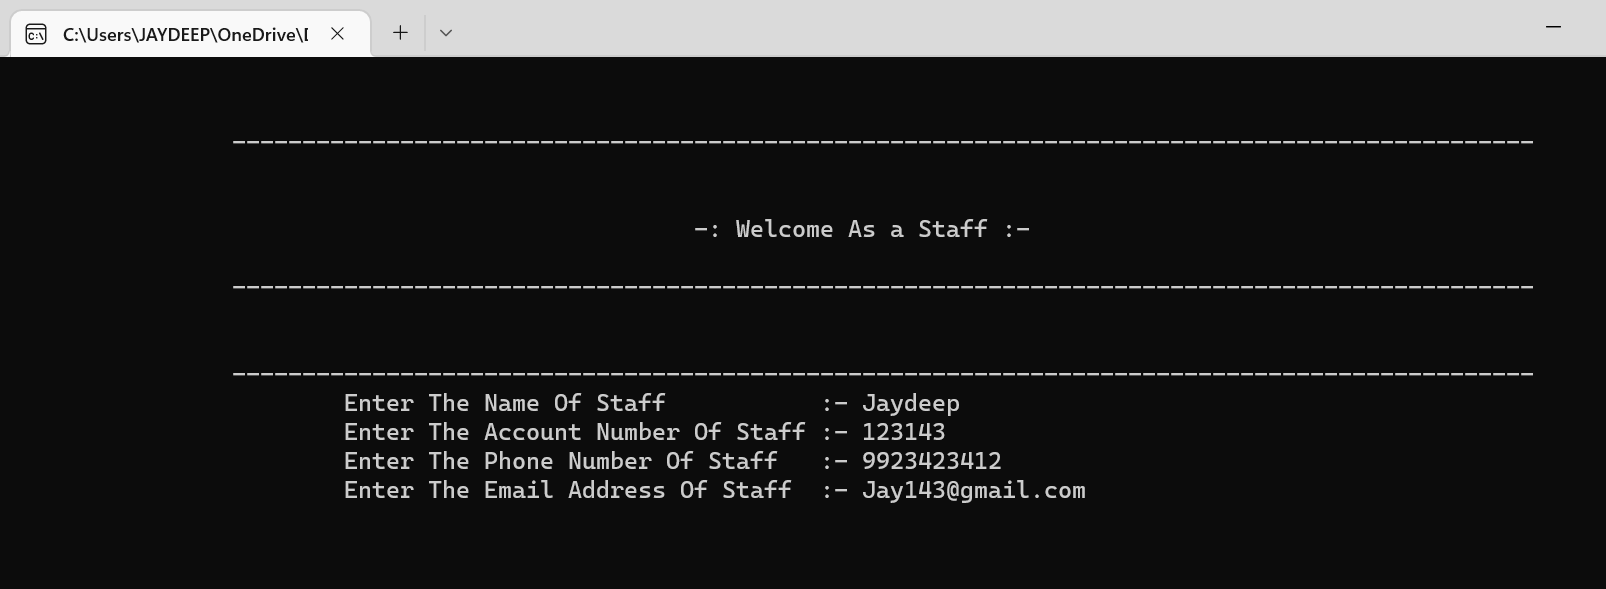 C:\Users\JAYDEEP\OneDrive\
-: Welcome As a Staff :-
Enter The Name Of Staff           :- Jaydeep
Enter The Account Number Of Staff :- 123143
Enter The Phone Number Of Staff   :- 9923423412
Enter The Email Address Of Staff  :- Jay143@gmail.com